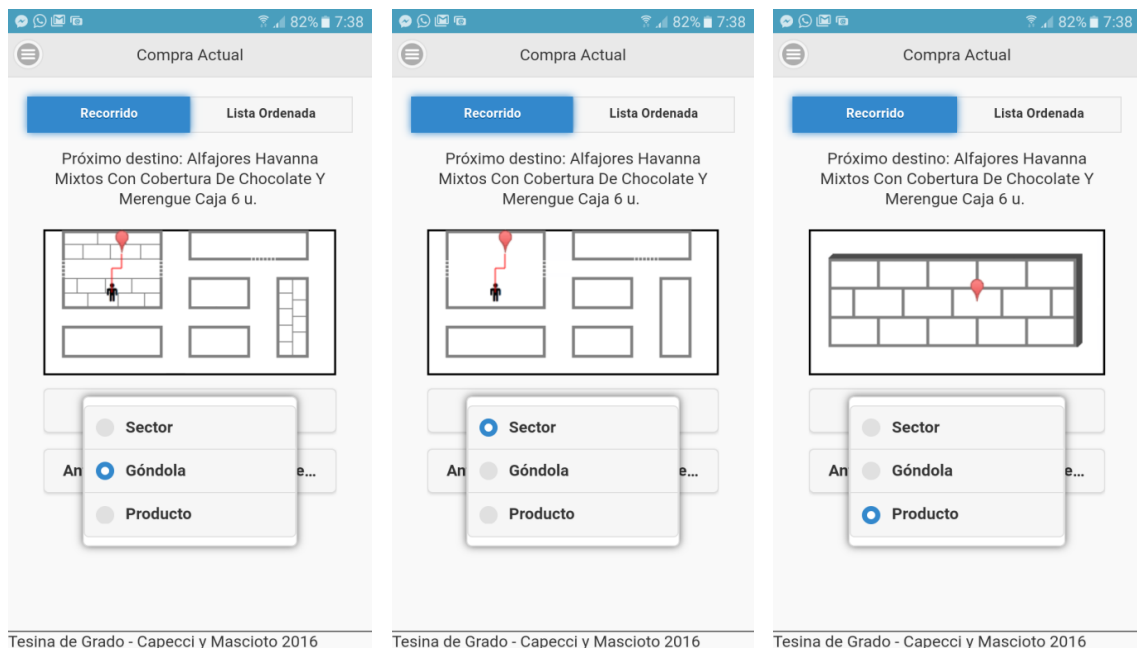 82% 7:38
Compra Actual
Recorrido Lista Ordenada
Próximo destino: Alfajores Havanna
Mixtos Con Cobertura De Chocolate Y
Merengue Caja 6 u.
Sector
An Góndola e...
Producto
Tesina de Grado - Capecci y Mascioto 2016
82% 7:38
Compra Actual
Recorrido Lista Ordenada
Próximo destino: Alfajores Havanna
Mixtos Con Cobertura De Chocolate Y
Merengue Caja 6 u.
Sector
An Góndola e...
Producto
Tesina de Grado - Capecci y Mascioto 2016
82% 7:38
Compra Actual
Recorrido Lista Ordenada
Próximo destino: Alfajores Havanna
Mixtos Con Cobertura De Chocolate Y
Merengue Caja 6 u.
Sector
An Góndola e...
Producto
Tesina de Grado - Capecci y Mascioto 2016